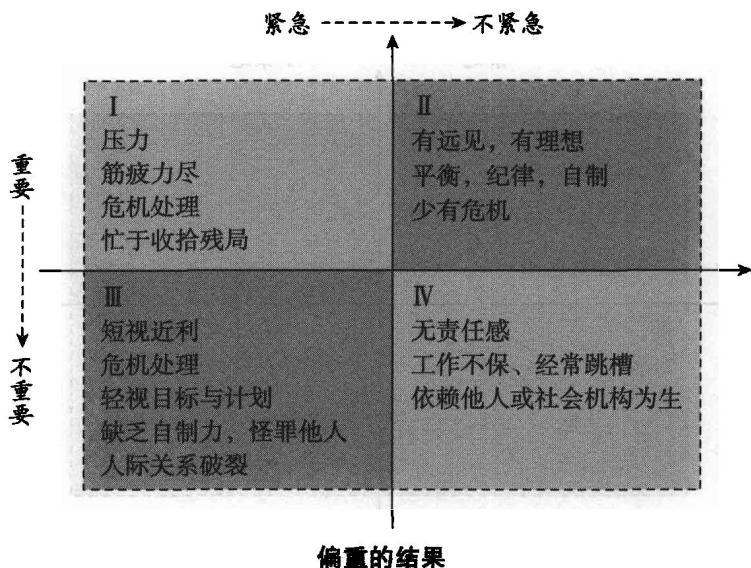 紧急 不紧急
重要
不重要
Ⅰ
压力
筋疲力尽
危机处理
忙于收拾残局
Ⅱ
有远见，有理想
平衡，纪律，自制
少有危机
Ⅲ
短视近利
危机处理
轻视目标与计划
缺乏自制力，怪罪他人
人际关系破裂
Ⅳ
无责任感
工作不保、经常跳槽
依赖他人或社会机构为生
偏重的结果